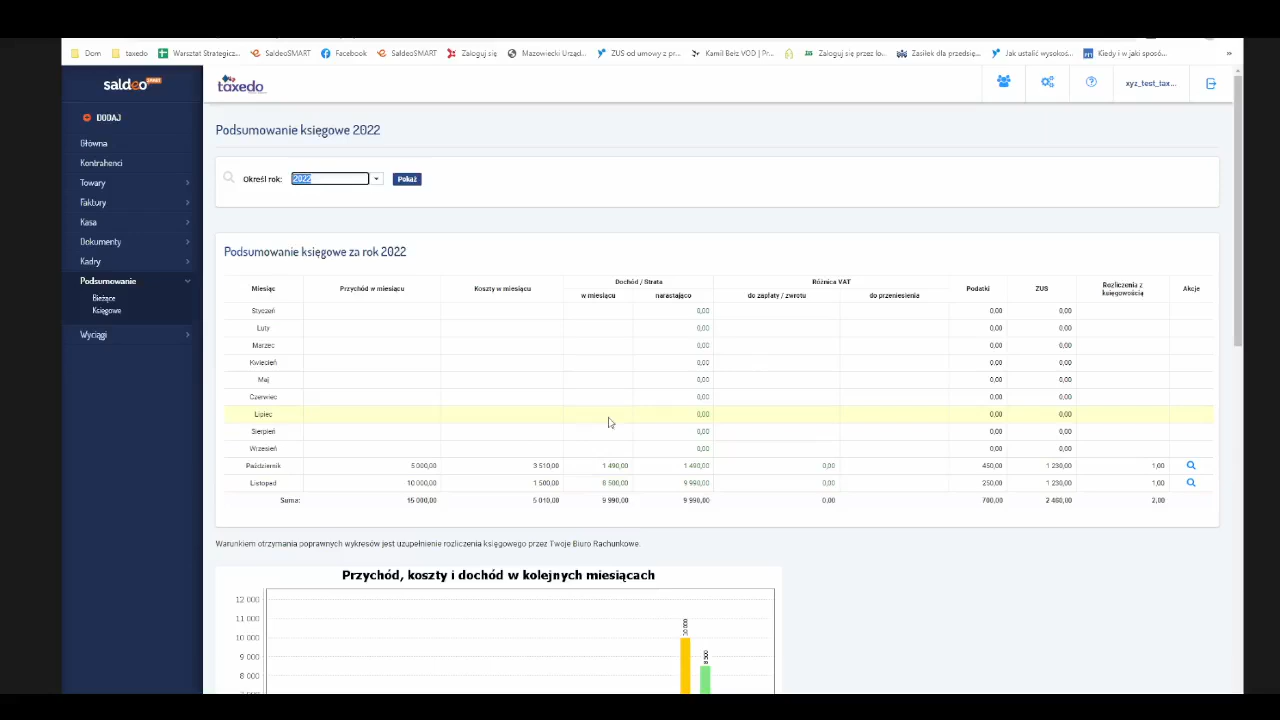 Dom taxedo Warsztat Strategicz... SaldeoSMART Facebook SaldeoSMART Zaloguj się Mazowiecki Urząd... ZUS od umowy z pr... Kamil Beiz VOD | Pr... Zaloguj się przez lo... Zasiłek dla przedsię... Jak ustalić wysokoś... Kiedy i w jaki sposó... »
saldeo SMART
taxedo
xyz_test_tax...
DODAJ
Główna
Kontrahenci
Towary
Faktury
Kasa
Dokumenty
Kadry
Podsumowanie
Bieżące
Księgowe
Wyciągi
Podsumowanie księgowe 2022
Określ rok: 2022 Pokaż
Podsumowanie księgowe za rok 2022
Miesiąc Przychód w miesiącu Koszty w miesiącu Dochód / Strata Różnica VAT Podatki ZUS Rozliczenia z księgowością Akcje
w miesiącu narastająco do zapłaty / zwrotu do przeniesienia
Styczeń 0,00 0,00 0,00
Luty 0,00 0,00 0,00
Marzec 0,00 0,00 0,00
Kwiecień 0,00 0,00 0,00
Maj 0,00 0,00 0,00
Czerwiec 0,00 0,00 0,00
Lipiec 0,00 0,00 0,00
Sierpień 0,00 0,00 0,00
Wrzesień 0,00 0,00 0,00
Październik 5 000,00 3 510,00 1 490,00 1 490,00 0,00 450,00 1 230,00 1,00
Listopad 10 000,00 1 500,00 8 500,00 9 990,00 0,00 250,00 1 230,00 1,00
Suma: 15 000,00 5 010,00 9 990,00 9 990,00 0,00 700,00 2 460,00 2,00
Warunkiem otrzymania poprawnych wykresów jest uzupełnienie rozliczenia księgowego przez Twoje Biuro Rachunkowe.
Przychód, koszty i dochód w kolejnych miesiącach
12 000
11 000
10 000
9 000
8 000
10 000
8 500